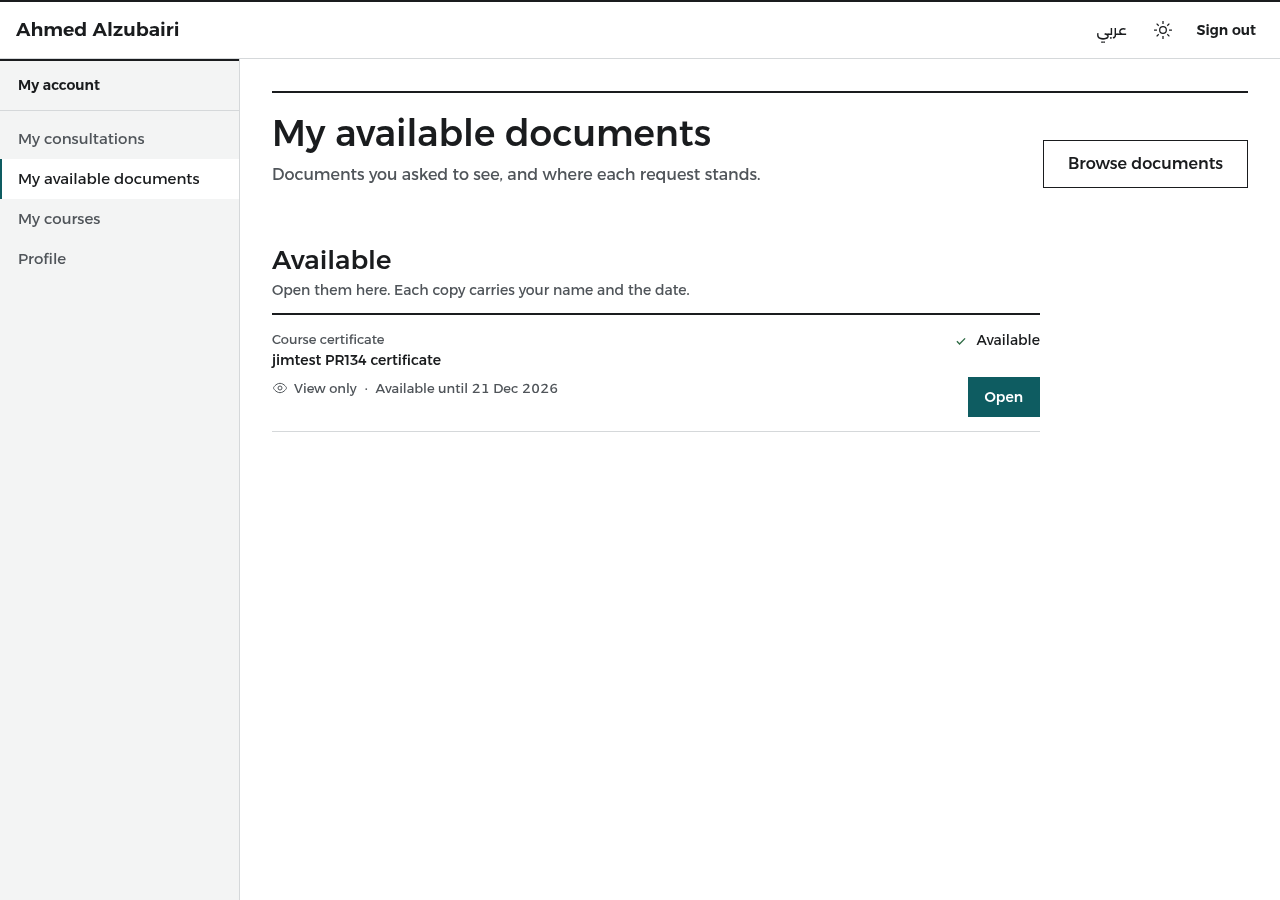 Ahmed Alzubairi
عربي
Sign out
My account
My consultations
My available documents
My courses
Profile
My available documents
Documents you asked to see, and where each request stands.
Browse documents
Available
Open them here. Each copy carries your name and the date.
Course certificate
Available
jimtest PR134 certificate
View only · Available until 21 Dec 2026
Open